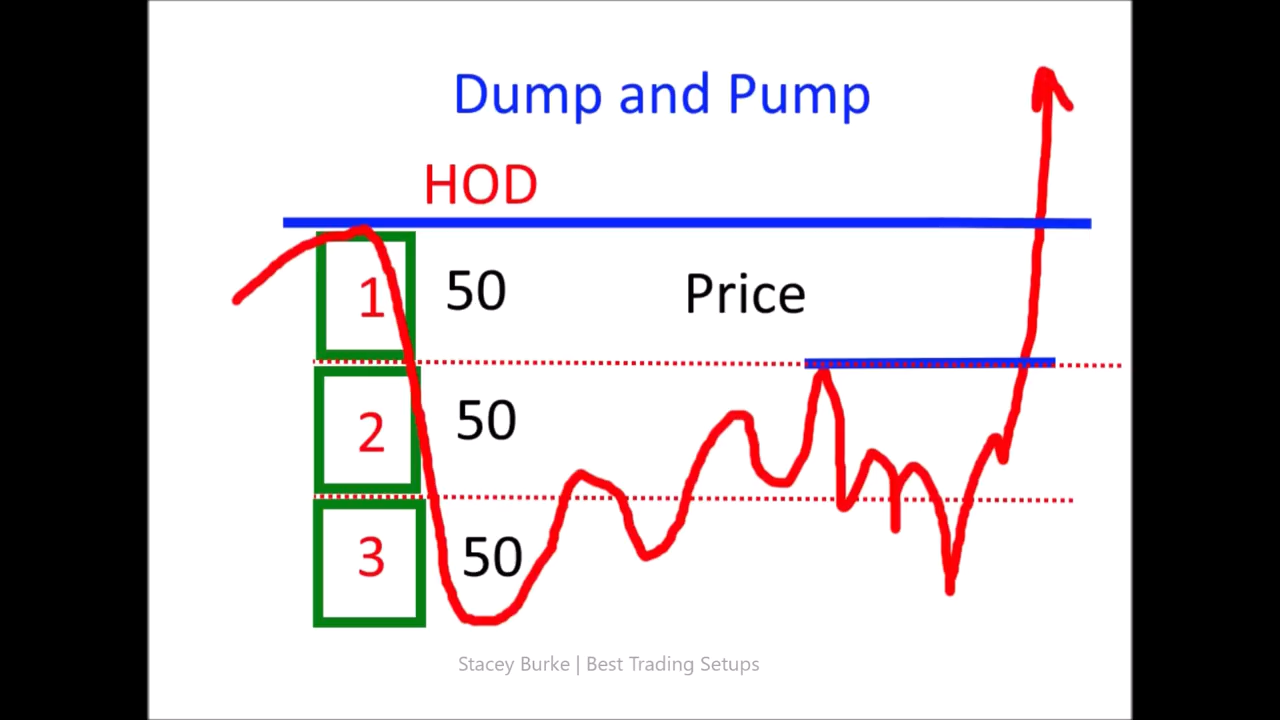 Dump and Pump
HOD
1 50 Price
2 50
3 50
Stacey Burke | Best Trading Setups